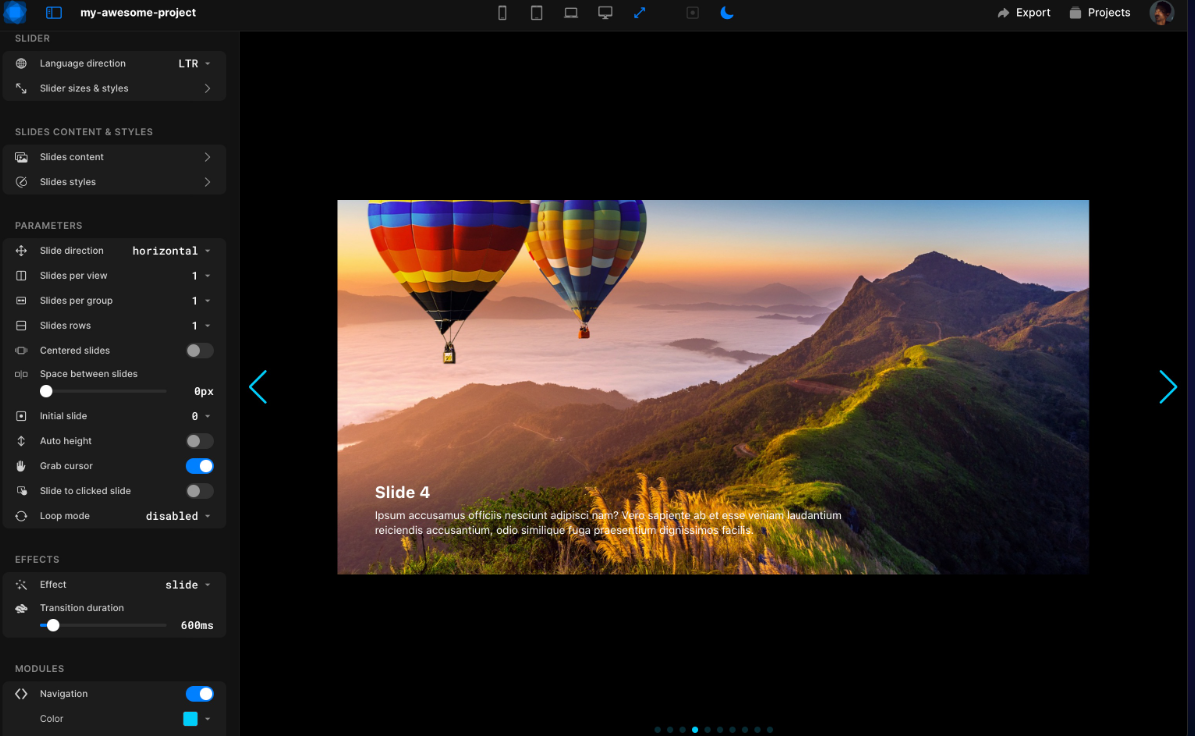 my-awesome-project
Export
Projects
SLIDER
Language direction LTR
Slider sizes & styles
SLIDES CONTENT & STYLES
Slides content
Slides styles
PARAMETERS
Slide direction horizontal
Slides per view 1
Slides per group 1
Slides rows 1
Centered slides
Space between slides
0px
Initial slide 0
Auto height
Grab cursor
Slide to clicked slide
Loop mode disabled
EFFECTS
Effect slide
Transition duration
600ms
MODULES
Navigation
Color
Slide 4
Ipsum accusamus officiis nesciunt adipisci nam? Vero sapiente ab et esse veniam laudantium
reiciendis accusantium, odio similique fuga praesentium dignissimos facilis.